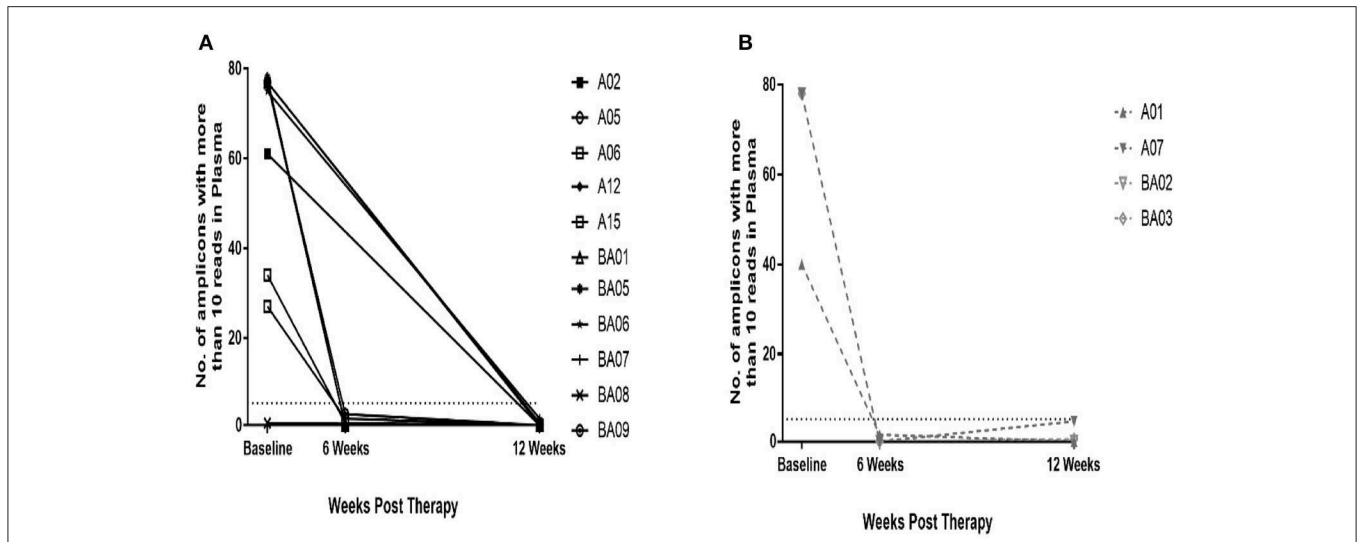 A
No. of amplicons with more
than 10 reads in Plasma
80
60
40
20
0
Baseline
6 Weeks
12 Weeks
Weeks Post Therapy
A02
A05
A06
A12
A15
BA01
BA05
BA06
BA07
BA08
BA09
B
No. of amplicons with more
than 10 reads in Plasma
80
60
40
20
0
Baseline
6 Weeks
12 Weeks
Weeks Post Therapy
A01
A07
BA02
BA03